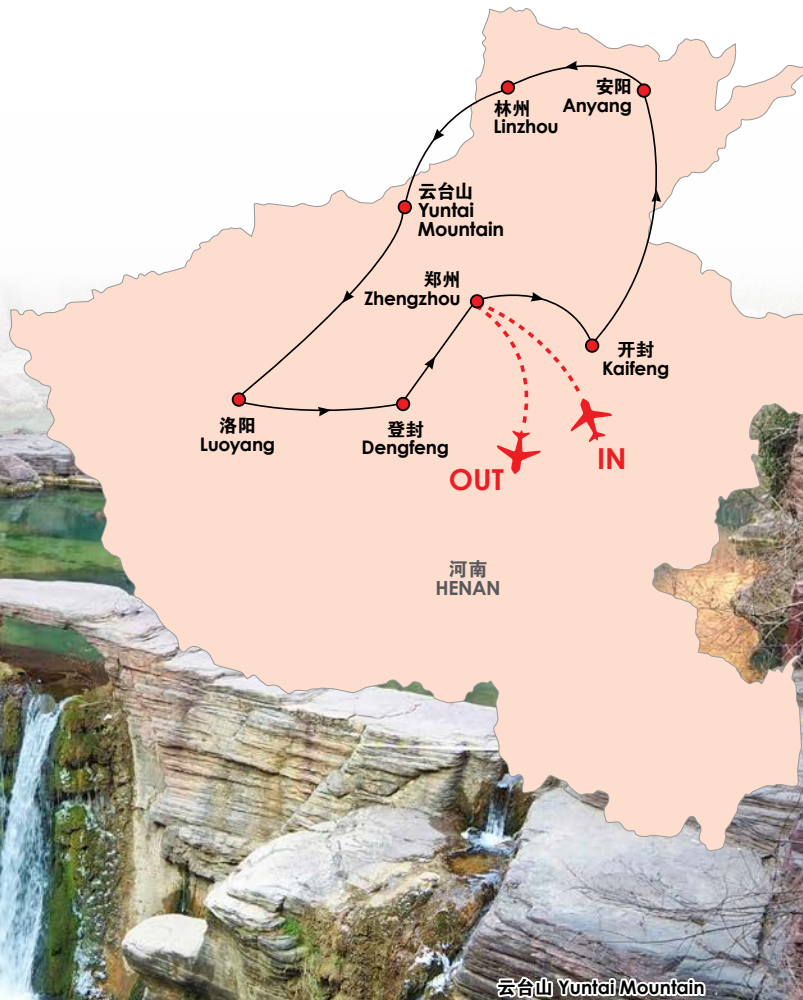 安阳
Anyang
林州
Linzhou
云台山
Yuntai
Mountain
郑州
Zhengzhou
开封
Kaifeng
洛阳
Luoyang
登封
Dengfeng
IN
OUT
河南
HENAN
云台山 Yuntai Mountain